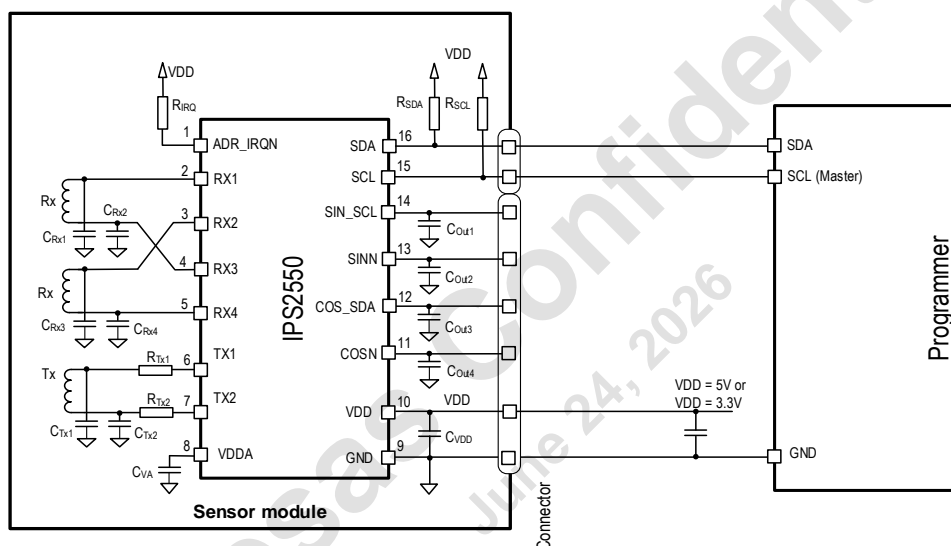 VDD
VDD
RIRQ
RSDA
RSCL
1
ADR_IRQN
SDA
16
SDA
SCL
15
SCL (Master)
2
RX1
SIN_SCL
14
Rx
CRx1
CRx2
COut1
3
RX2
SINN
13
COut2
4
RX3
COS_SDA
12
COut3
Rx
CRx3
CRx4
5
RX4
COSN
11
COut4
IPS2550
Programmer
TX1
RTx1
6
Tx
TX2
RTx2
7
VDD
10
VDD
VDD = 5V or
VDD = 3.3V
CTx1
CTx2
CVDD
8
VDDA
CVA
GND
9
GND
Sensor module
Connector
sas Confident
June 24, 2026